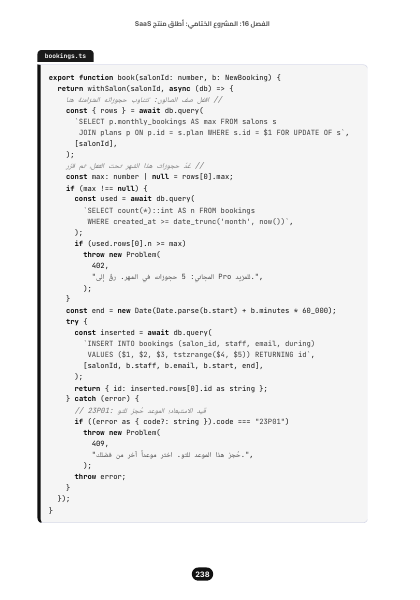 الفصل 16: المشروع الختامي: أطلق منتج SaaS
bookings.ts
export function book(salonId: number, b: NewBooking) {
return withSalon(salonId, async (db) => {
// اقفل صف الصالون: تتناوب حجوزاته المتزامنة هنا
const { rows } = await db.query(
`SELECT p.monthly_bookings AS max FROM salons s
JOIN plans p ON p.id = s.plan WHERE s.id = $1 FOR UPDATE OF s`,
[salonId],
);
// عُدّ حجوزات هذا الشهر تحت القفل، ثم قرّر
const max: number | null = rows[0].max;
if (max !== null) {
const used = await db.query(
`SELECT count(*)::int AS n FROM bookings
WHERE created_at >= date_trunc('month', now())`,
);
if (used.rows[0].n >= max)
throw new Problem(
402,
"المجاني: 5 حجوزات في الشهر. رقّ إلى Pro للمزيد.",
);
}
const end = new Date(Date.parse(b.start) + b.minutes * 60_000);
try {
const inserted = await db.query(
`INSERT INTO bookings (salon_id, staff, email, during)
VALUES ($1, $2, $3, tstzrange($4, $5)) RETURNING id`,
[salonId, b.staff, b.email, b.start, end],
);
return { id: inserted.rows[0].id as string };
} catch (error) {
// 23P01: قيد الاستبعاد: الموعد حُجز للتو
if ((error as { code?: string }).code === "23P01")
throw new Problem(
409,
"حُجز هذا الموعد للتو. اختر موعداً آخر من فضلك.",
);
throw error;
}
});
}
238